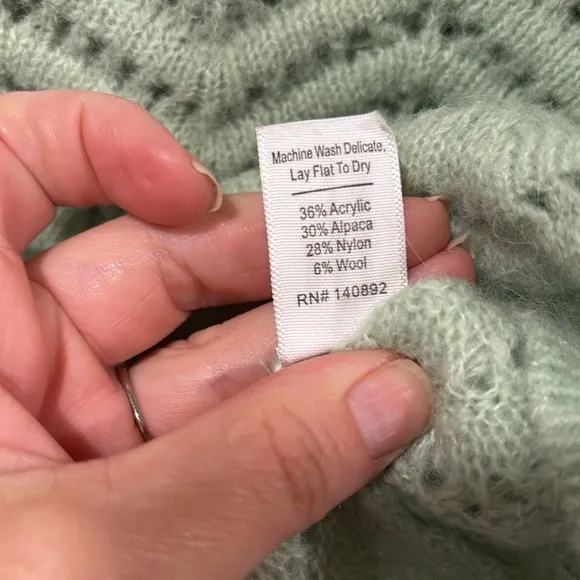 Machine Wash Delicate,
Lay Flat To Dry
36% Acrylic
30% Alpaca
28% Nylon
6% Wool
RN# 140892